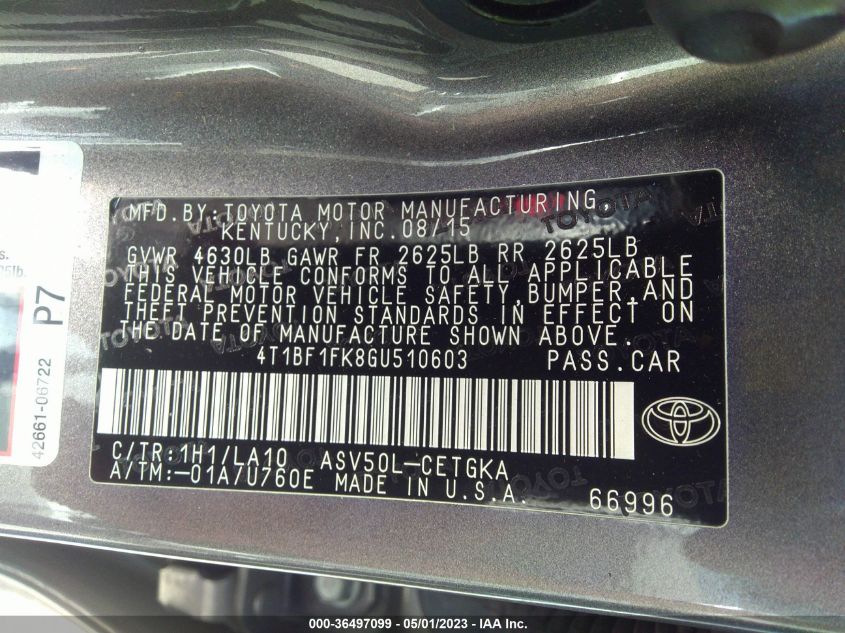 MFD.BY:TOYOTA MOTOR MANUFACTURING,
KENTUCKY,INC.08/15
GVWR 4630LB GAWR FR 2625LB RR 2625LB
THIS VEHICLE CONFORMS TO ALL APPLICABLE
FEDERAL MOTOR VEHICLE SAFETY,BUMPER,AND
THEFT PREVENTION STANDARDS IN EFFECT ON
THE DATE OF MANUFACTURE SHOWN ABOVE.
4T1BF1FK8GU510603 PASS.CAR
C/TR:1H1/LA10 ASV50L-CETGKA
A/TM:-01A/U760E MADE IN U.S.A.
66996
P7
42661-06722
000-36497099 — 05/01/2023 — IAA Inc.